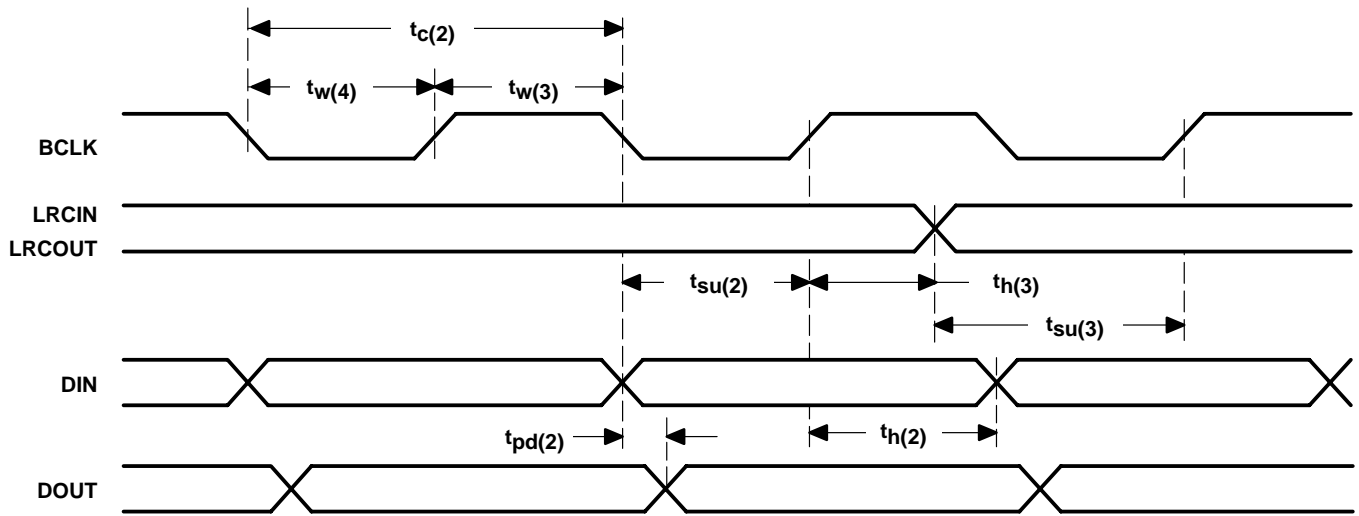 tc(2)
tw(4) tw(3)
BCLK
LRCIN
LRCOUT
tsu(2) th(3)
tsu(3)
DIN
tpd(2) th(2)
DOUT